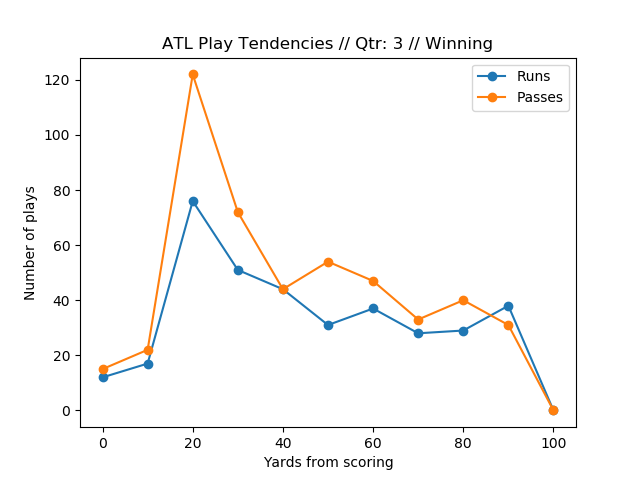 ATL Play Tendencies // Qtr: 3 // Winning
Runs
Passes
Number of plays
120
100
80
60
40
20
0
0 20 40 60 80 100
Yards from scoring